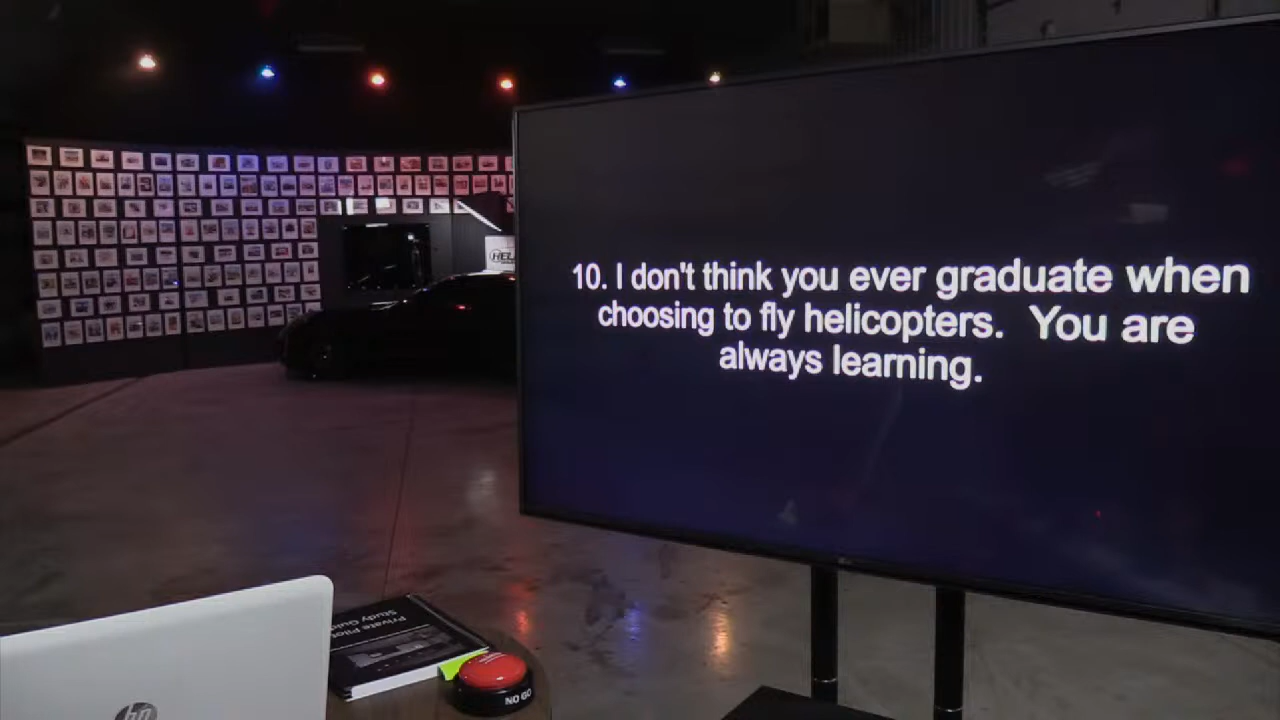 10. I don't think you ever graduate when
choosing to fly helicopters.  You are
always learning.
HEL
Private Pilot
Study Guide
NO GO
hp